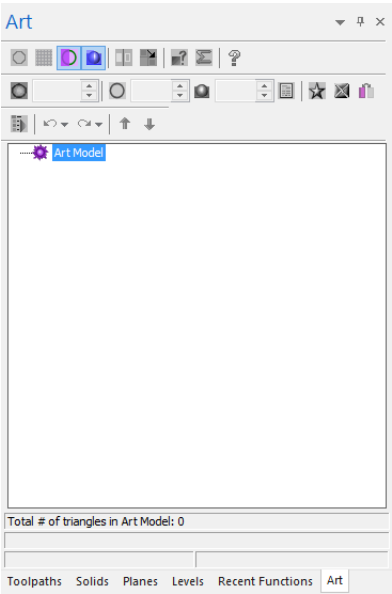 Art
Art Model
Total # of triangles in Art Model: 0
Toolpaths Solids Planes Levels Recent Functions Art